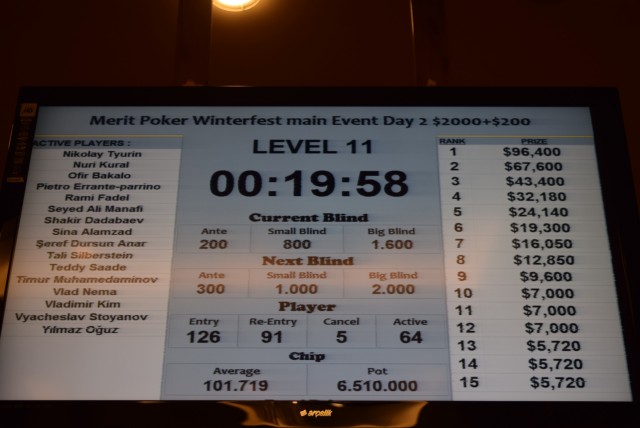 Merit Poker Winterfest main Event Day 2 $2000+$200
ACTIVE PLAYERS :
Nikolay Tyurin
Nuri Kural
Ofir Bakalo
Pietro Errante-parrino
Rami Fadel
Seyed Ali Manafi
Shakir Dadabaev
Sina Alamzad
Şeref Dursun Anar
Tali Silberstein
Teddy Saade
Timur Muhamedaminov
Vlad Nema
Vladimir Kim
Vyacheslav Stoyanov
Yılmaz Oğuz
LEVEL 11
00:19:58
Current Blind
Ante Small Blind Big Blind
200 800 1.600
Next Blind
Ante Small Blind Big Blind
300 1.000 2.000
Player
Entry Re-Entry Cancel Active
126 91 5 64
Chip
Average Pot
101.719 6.510.000
RANK PRIZE
1 $96,400
2 $67,600
3 $43,400
4 $32,180
5 $24,140
6 $19,300
7 $16,050
8 $12,850
9 $9,600
10 $7,000
11 $7,000
12 $7,000
13 $5,720
14 $5,720
15 $5,720
arçelik